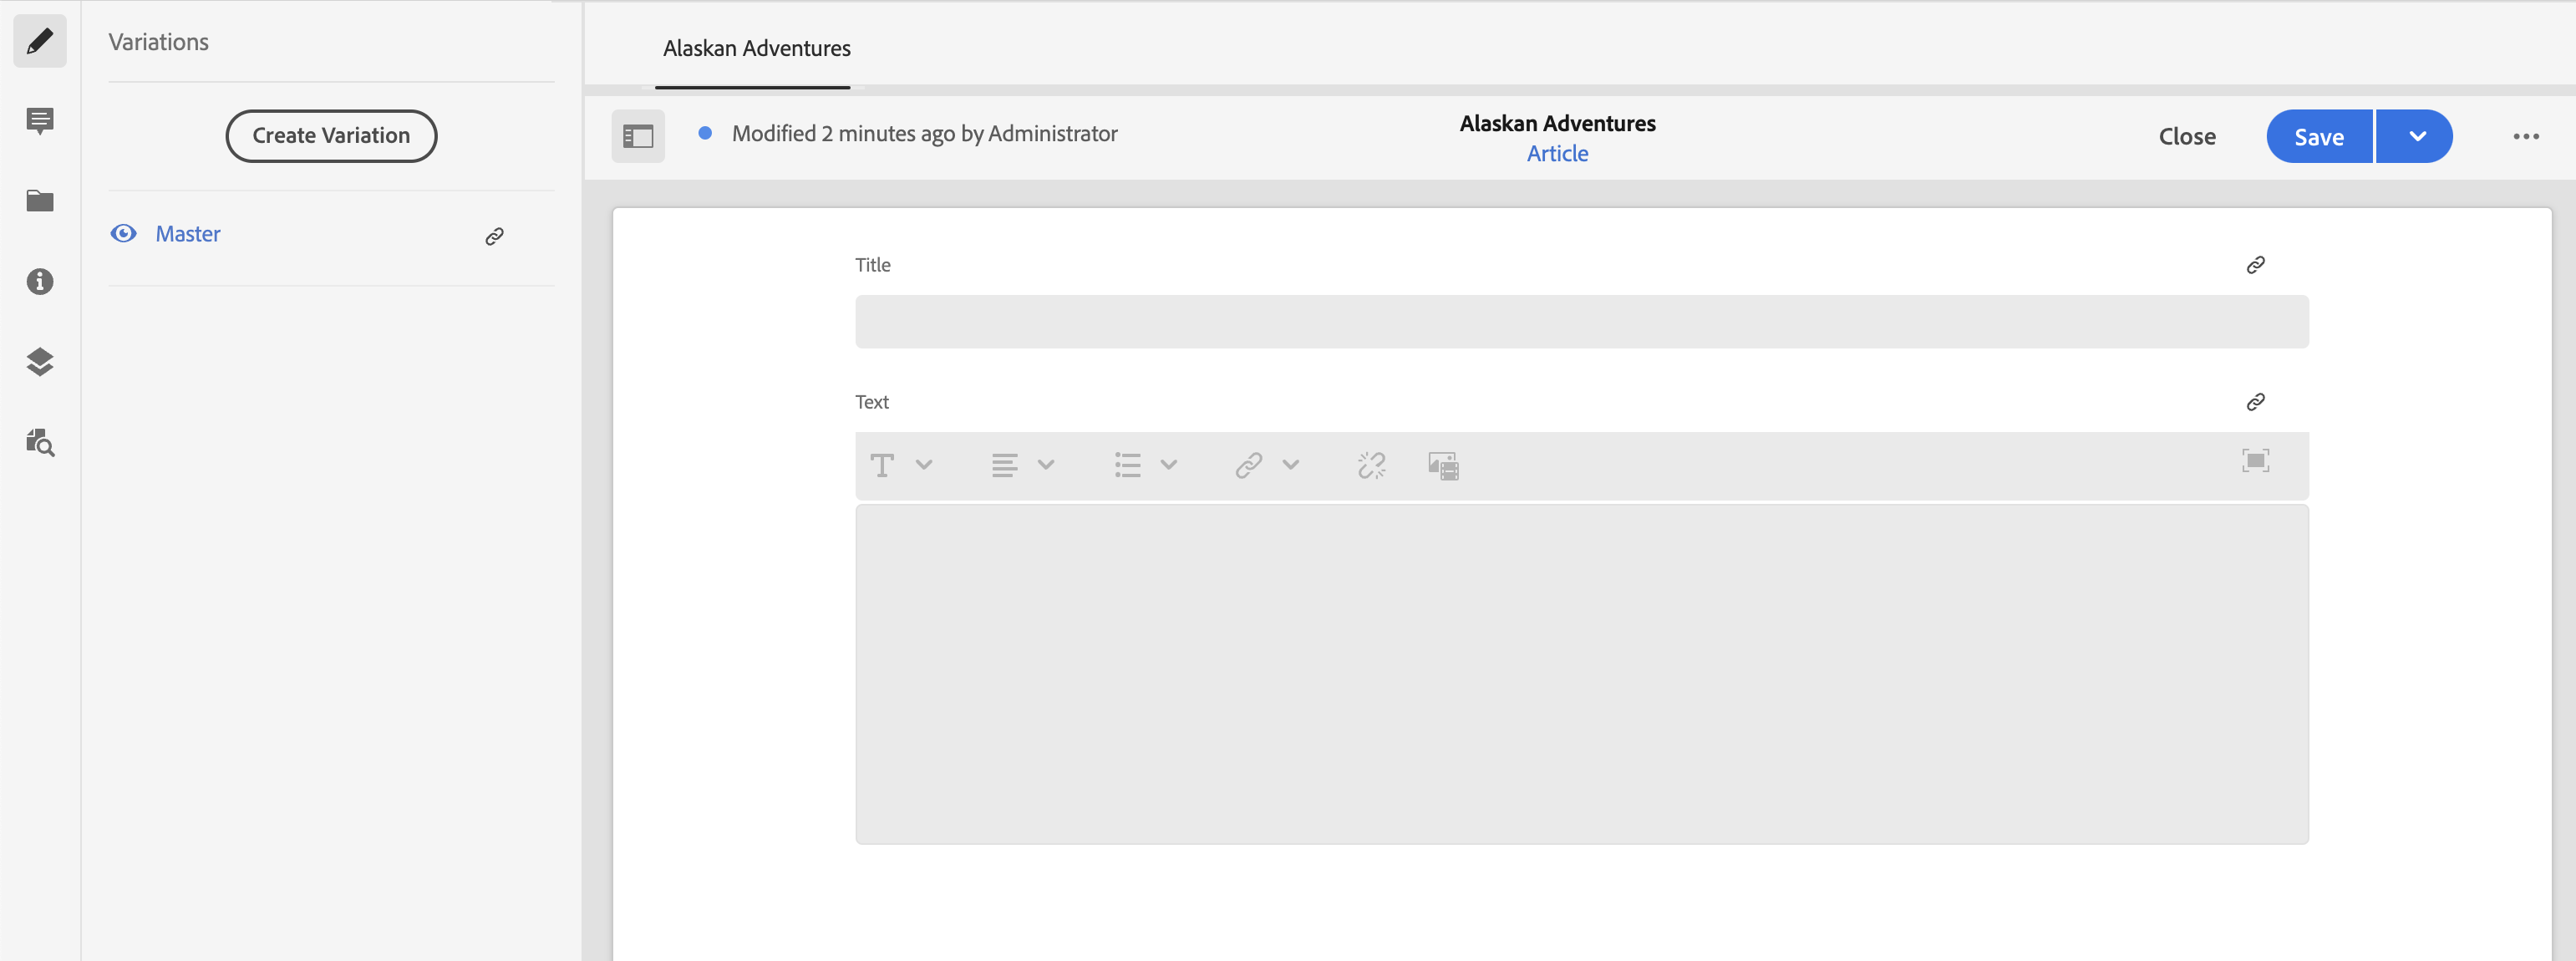 Variations
Create Variation
Master
Alaskan Adventures
Modified 2 minutes ago by Administrator
Alaskan Adventures
Article
Close
Save
Title
Text